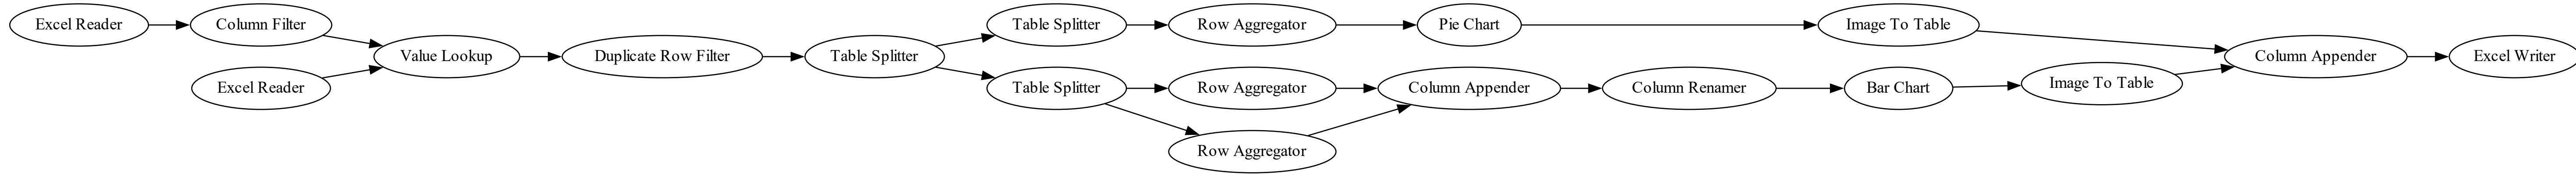 Excel Reader
Column Filter
Excel Reader
Value Lookup
Duplicate Row Filter
Table Splitter
Table Splitter
Row Aggregator
Pie Chart
Image To Table
Table Splitter
Row Aggregator
Row Aggregator
Column Appender
Column Renamer
Bar Chart
Image To Table
Column Appender
Excel Writer